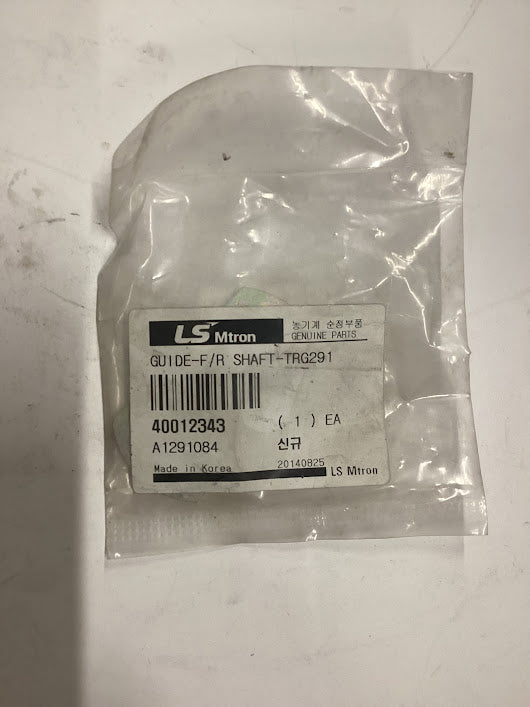 LS Mtron 농기계 순정부품
GENUINE PARTS
GUIDE-F/R SHAFT-TRG291
40012343 ( 1 ) EA
A1291084 신규
Made in Korea 20140825
LS Mtron